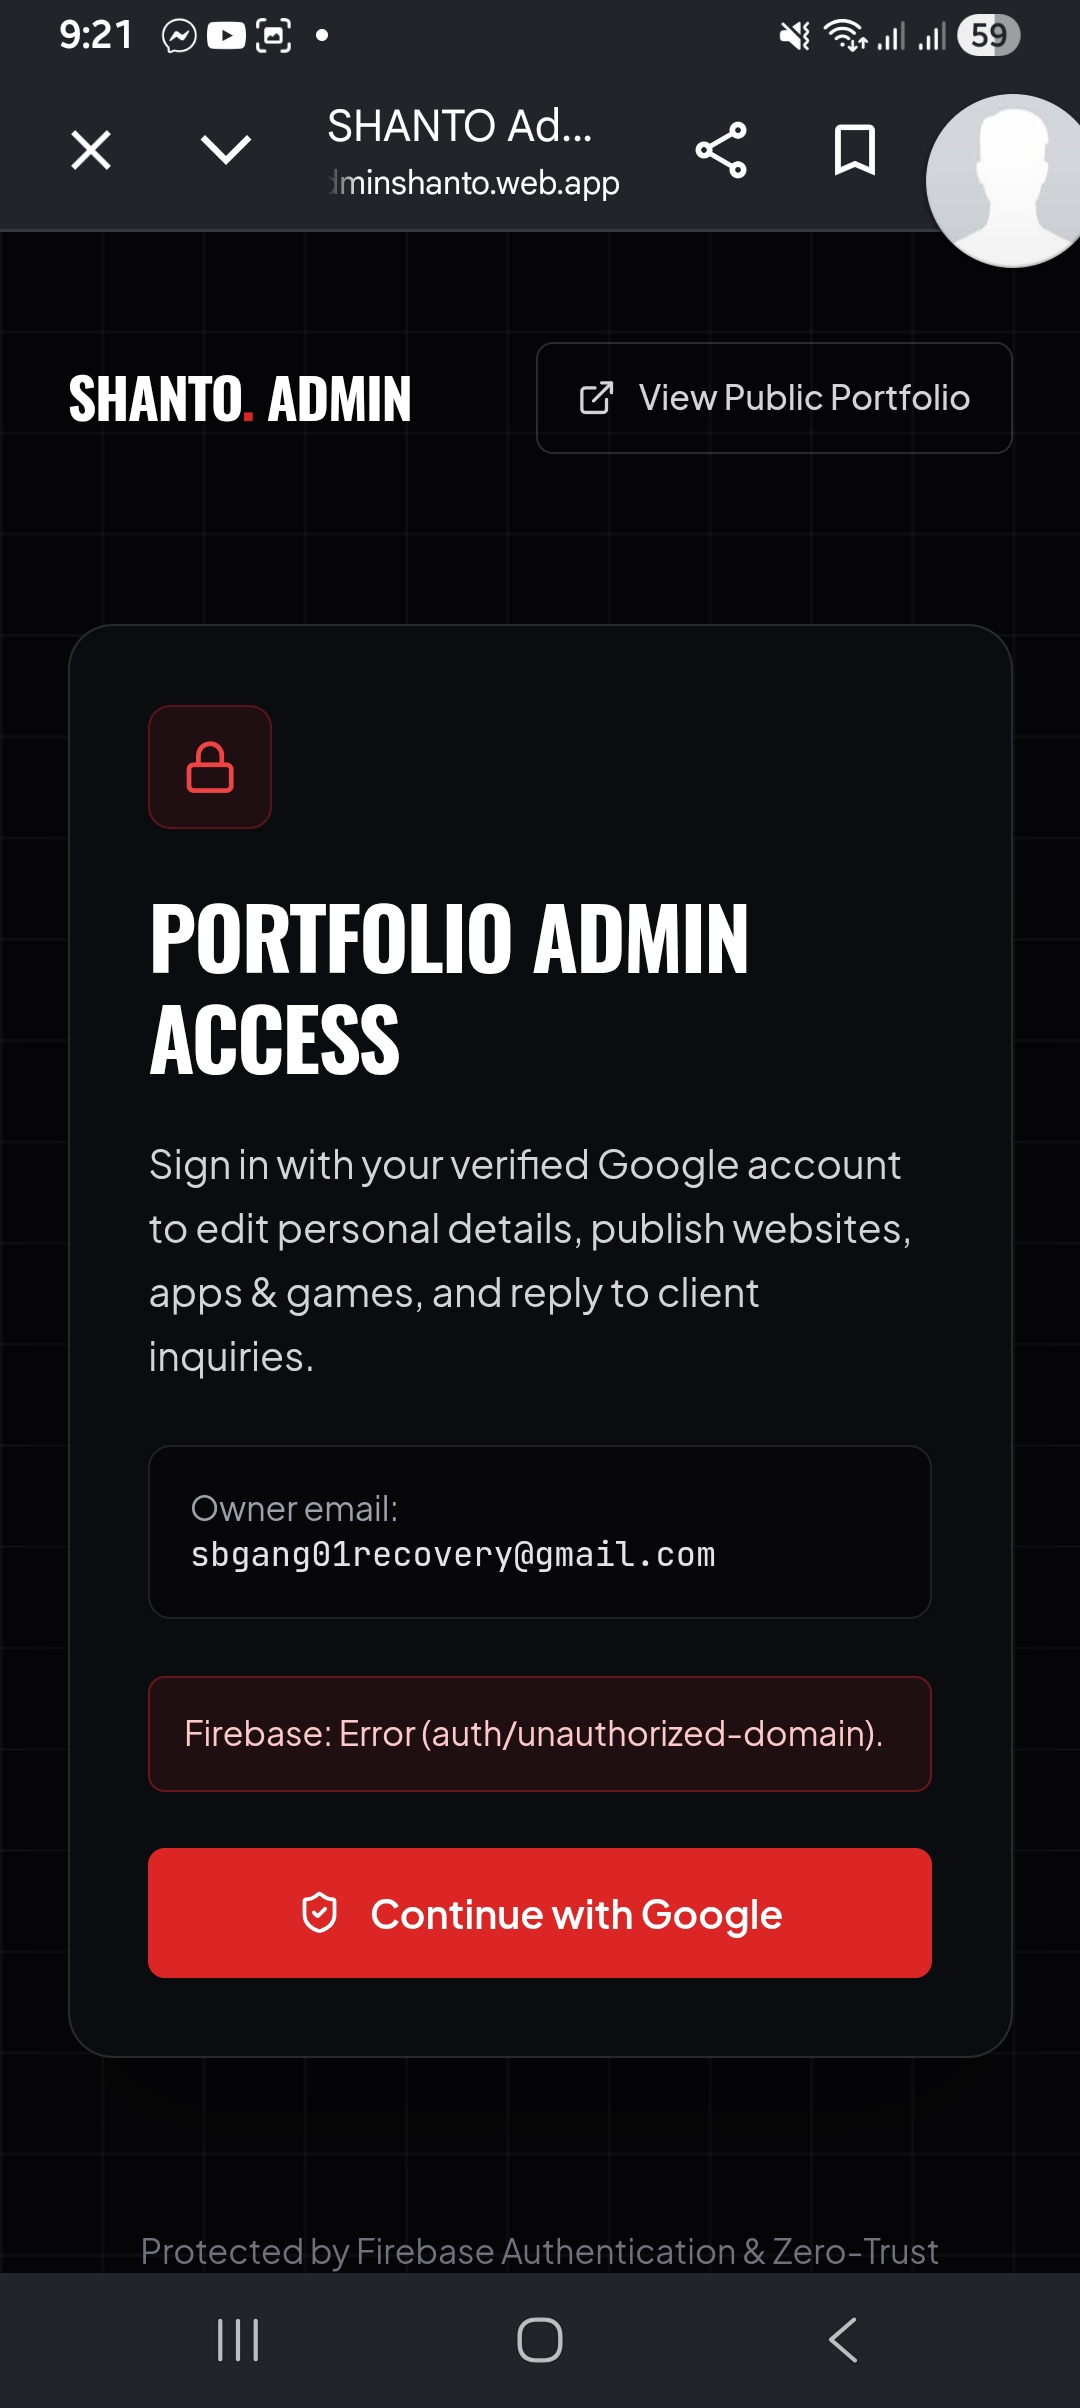 9:21
59
SHANTO Ad...
dminshanto.web.app
SHANTO. ADMIN
View Public Portfolio
PORTFOLIO ADMIN
ACCESS
Sign in with your verified Google account
to edit personal details, publish websites,
apps & games, and reply to client
inquiries.
Owner email:
sbgang01recovery@gmail.com
Firebase: Error (auth/unauthorized-domain).
Continue with Google
Protected by Firebase Authentication & Zero-Trust